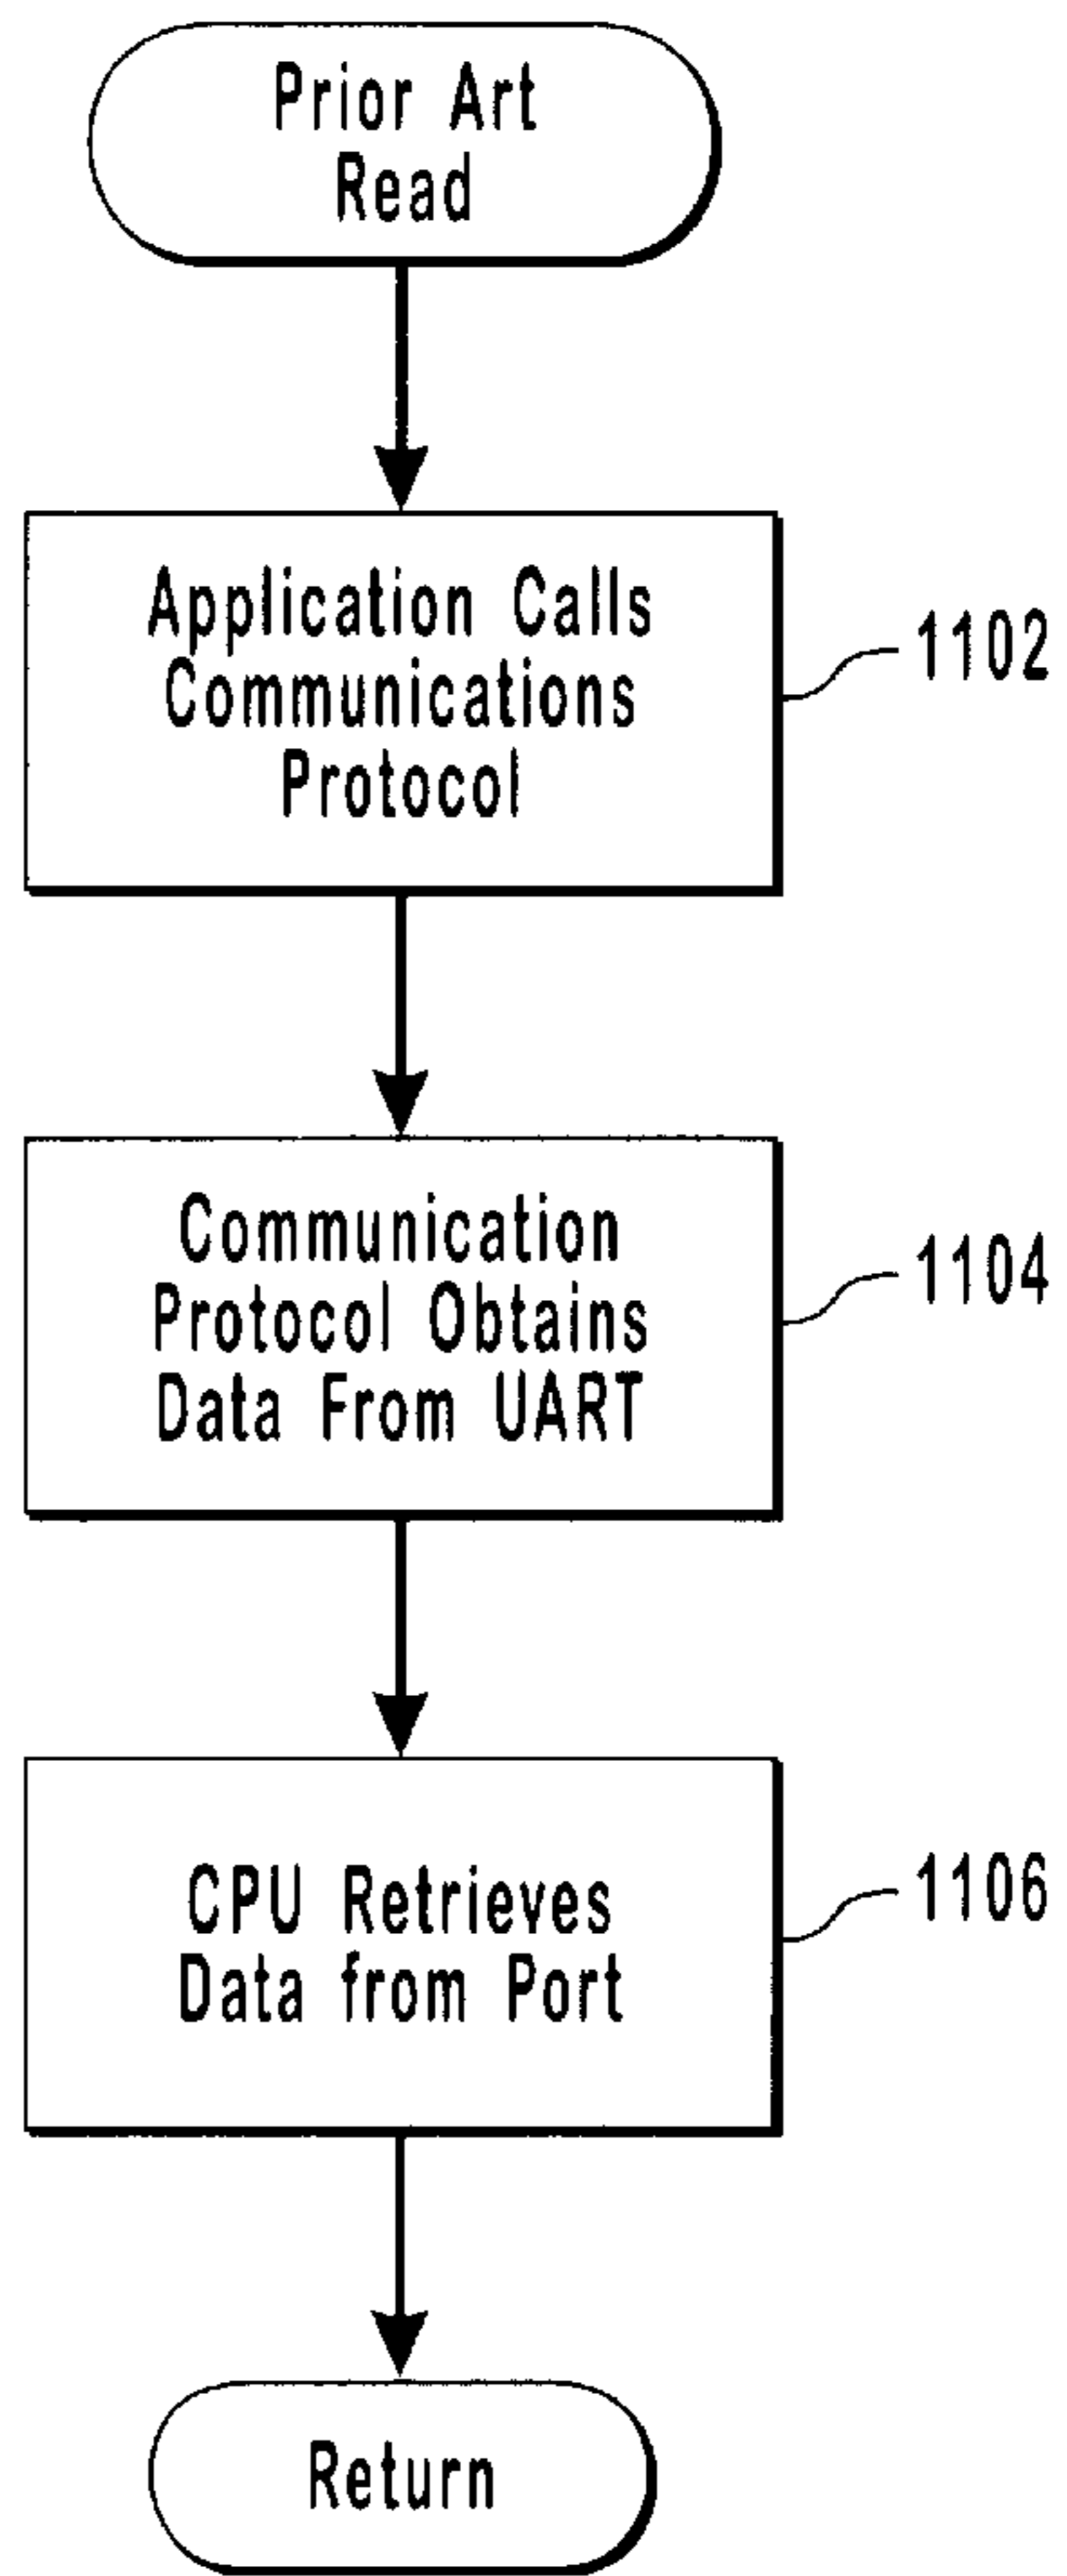 Prior Art
Read
Application Calls
Communications
Protocol
1102
Communication
Protocol Obtains
Data From UART
1104
CPU Retrieves
Data from Port
1106
Return